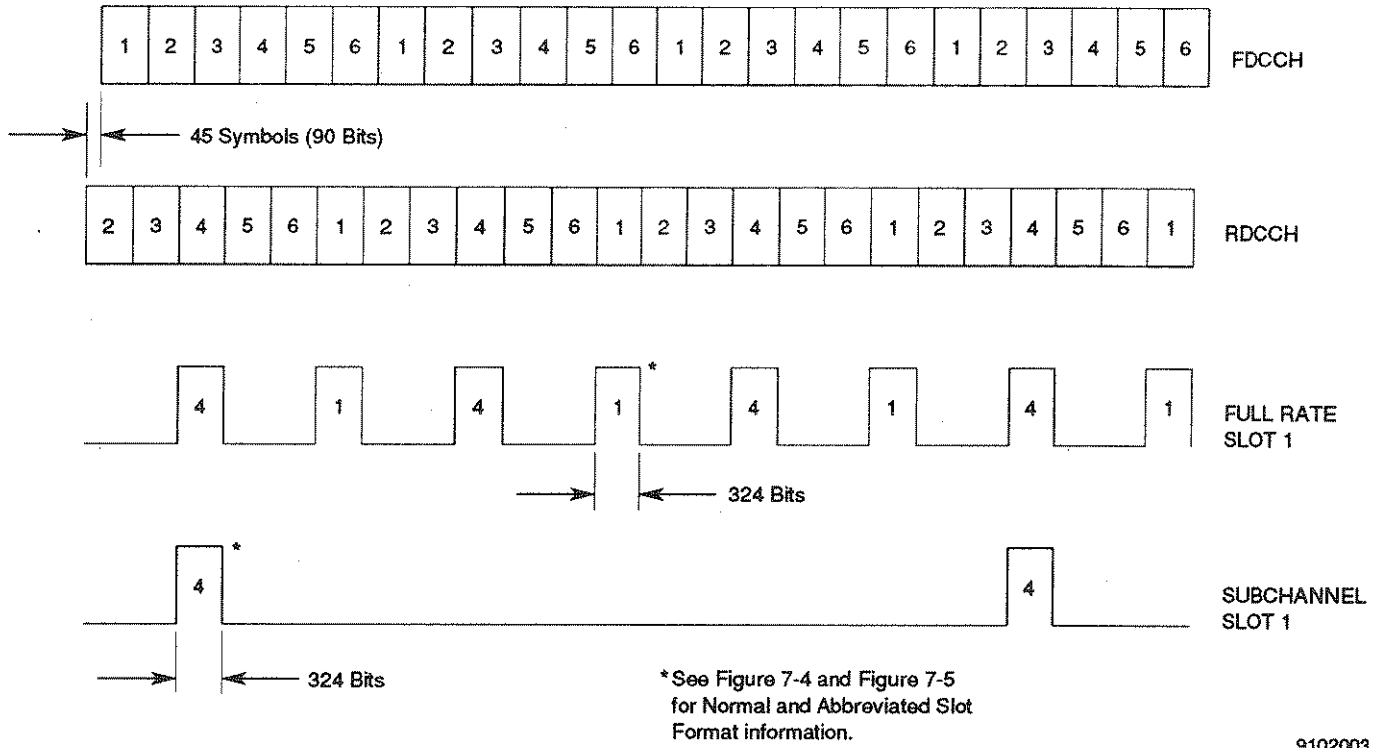 1 2 3 4 5 6 1 2 3 4 5 6 1 2 3 4 5 6 1 2 3 4 5 6 FDCCH
45 Symbols (90 Bits)
2 3 4 5 6 1 2 3 4 5 6 1 2 3 4 5 6 1 2 3 4 5 6 1 RDCCH
4 1 4 1 * 4 1 4 1 FULL RATE
SLOT 1
324 Bits
4 * 4 SUBCHANNEL
SLOT 1
324 Bits
*See Figure 7-4 and Figure 7-5
for Normal and Abbreviated Slot
Format information.
9102003